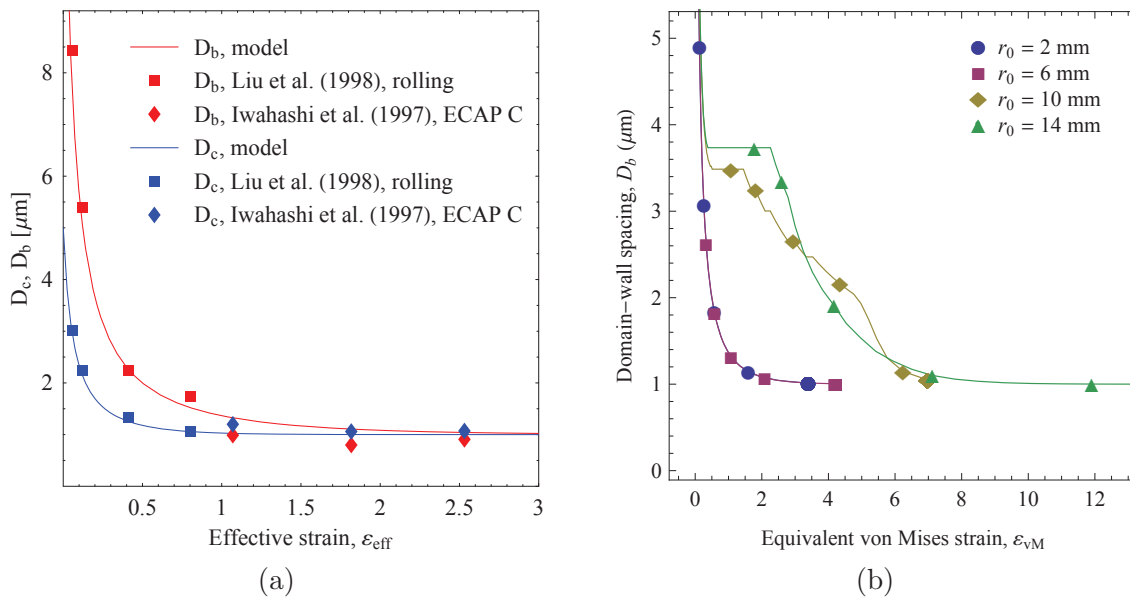 D_b, model
D_b, Liu et al. (1998), rolling
D_b, Iwahashi et al. (1997), ECAP C
D_c, model
D_c, Liu et al. (1998), rolling
D_c, Iwahashi et al. (1997), ECAP C
D_c, D_b [μm]
8
6
4
2
0.5
1
1.5
2
2.5
3
Effective strain, ε_eff
(a)
r_0 = 2 mm
r_0 = 6 mm
r_0 = 10 mm
r_0 = 14 mm
Domain−wall spacing, D_b (μm)
5
4
3
2
1
0
0
2
4
6
8
10
12
Equivalent von Mises strain, ε_vM
(b)